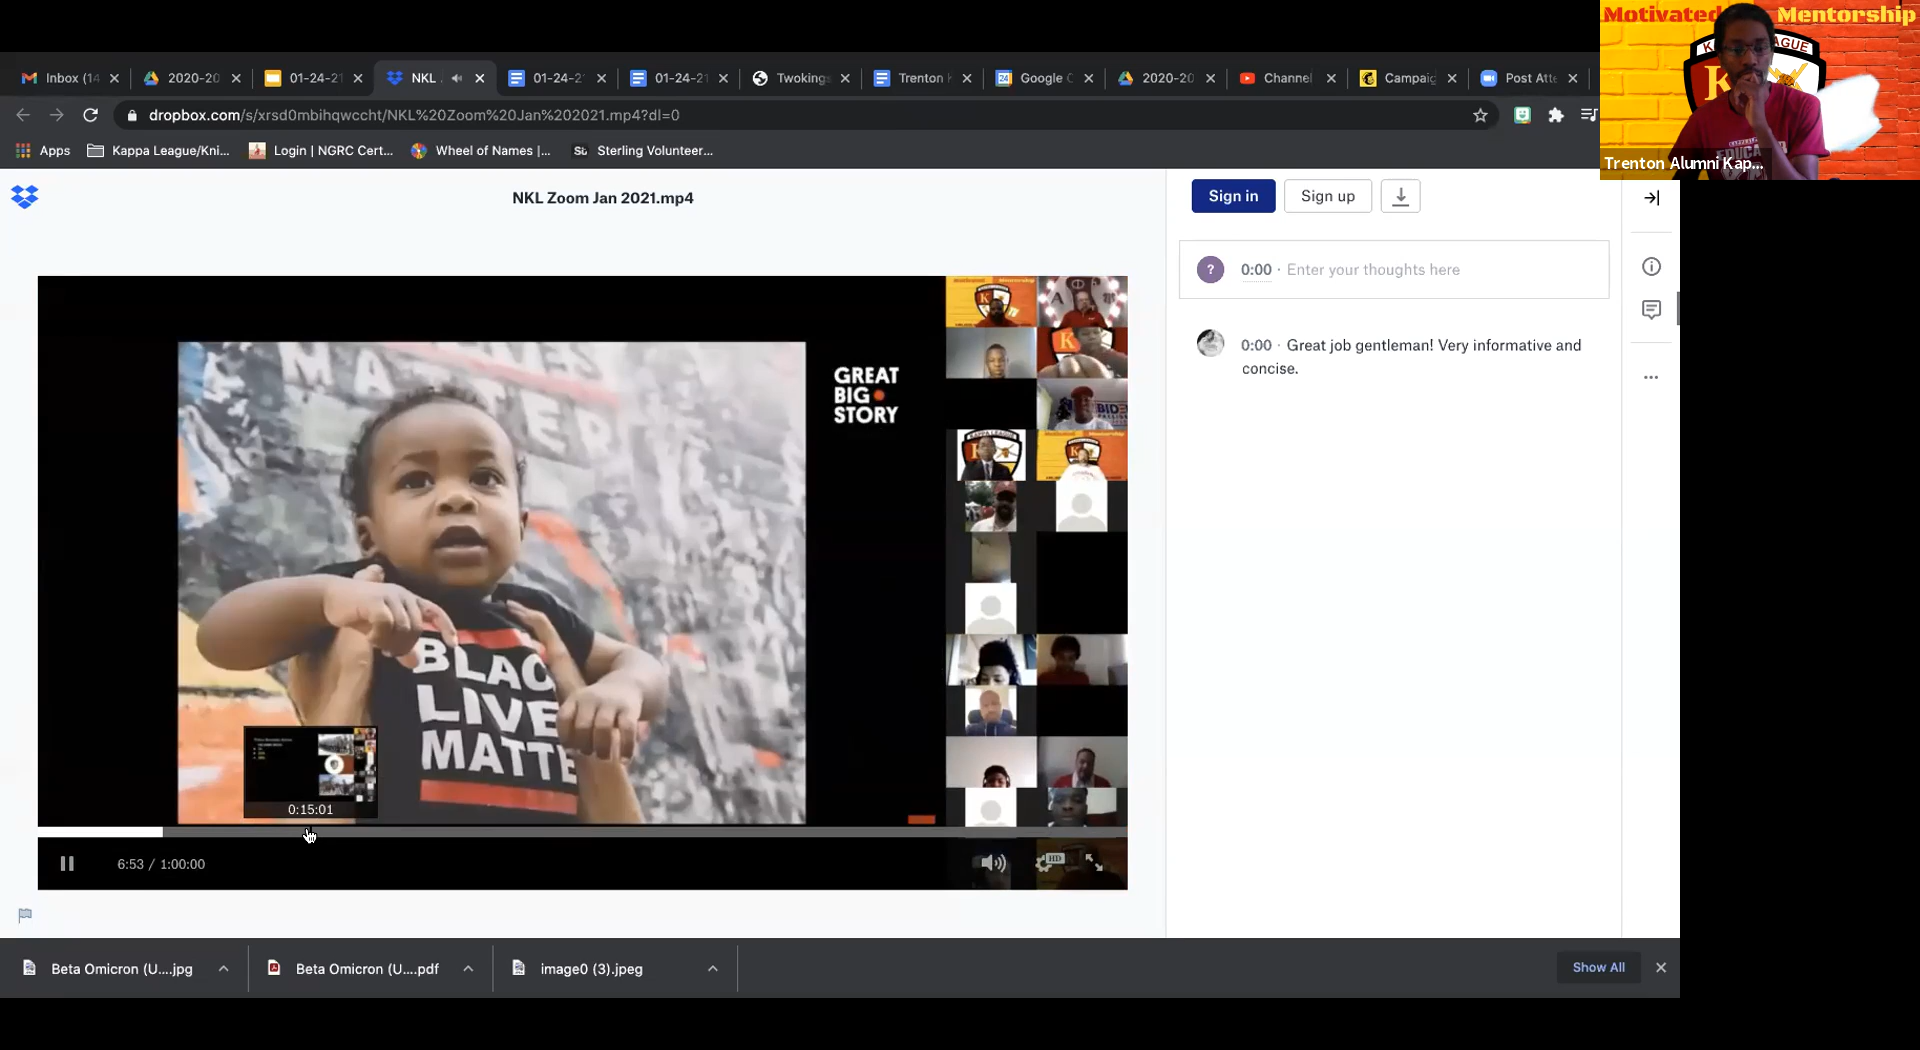 Motivated Mentorship
Trenton Alumni Kap...
Inbox (14
2020-20
01-24-21
NKL
01-24-2
01-24-21
Twokings
Trenton
Google C
2020-20
Channel
Campaig
Post Atte
dropbox.com/s/xrsd0mbihqwccht/NKL%20Zoom%20Jan%202021.mp4?dl=0
Apps
Kappa League/Kni...
Login | NGRC Cert...
Wheel of Names |...
Sterling Volunteer...
NKL Zoom Jan 2021.mp4
Sign in
Sign up
?
0:00 · Enter your thoughts here
0:00 · Great job gentleman! Very informative and
concise.
GREAT
BIG
STORY
MATTER
BLAC
LIVE
MATTE
0:15:01
6:53 / 1:00:00
HD
Beta Omicron (U....jpg
Beta Omicron (U....pdf
image0 (3).jpeg
Show All